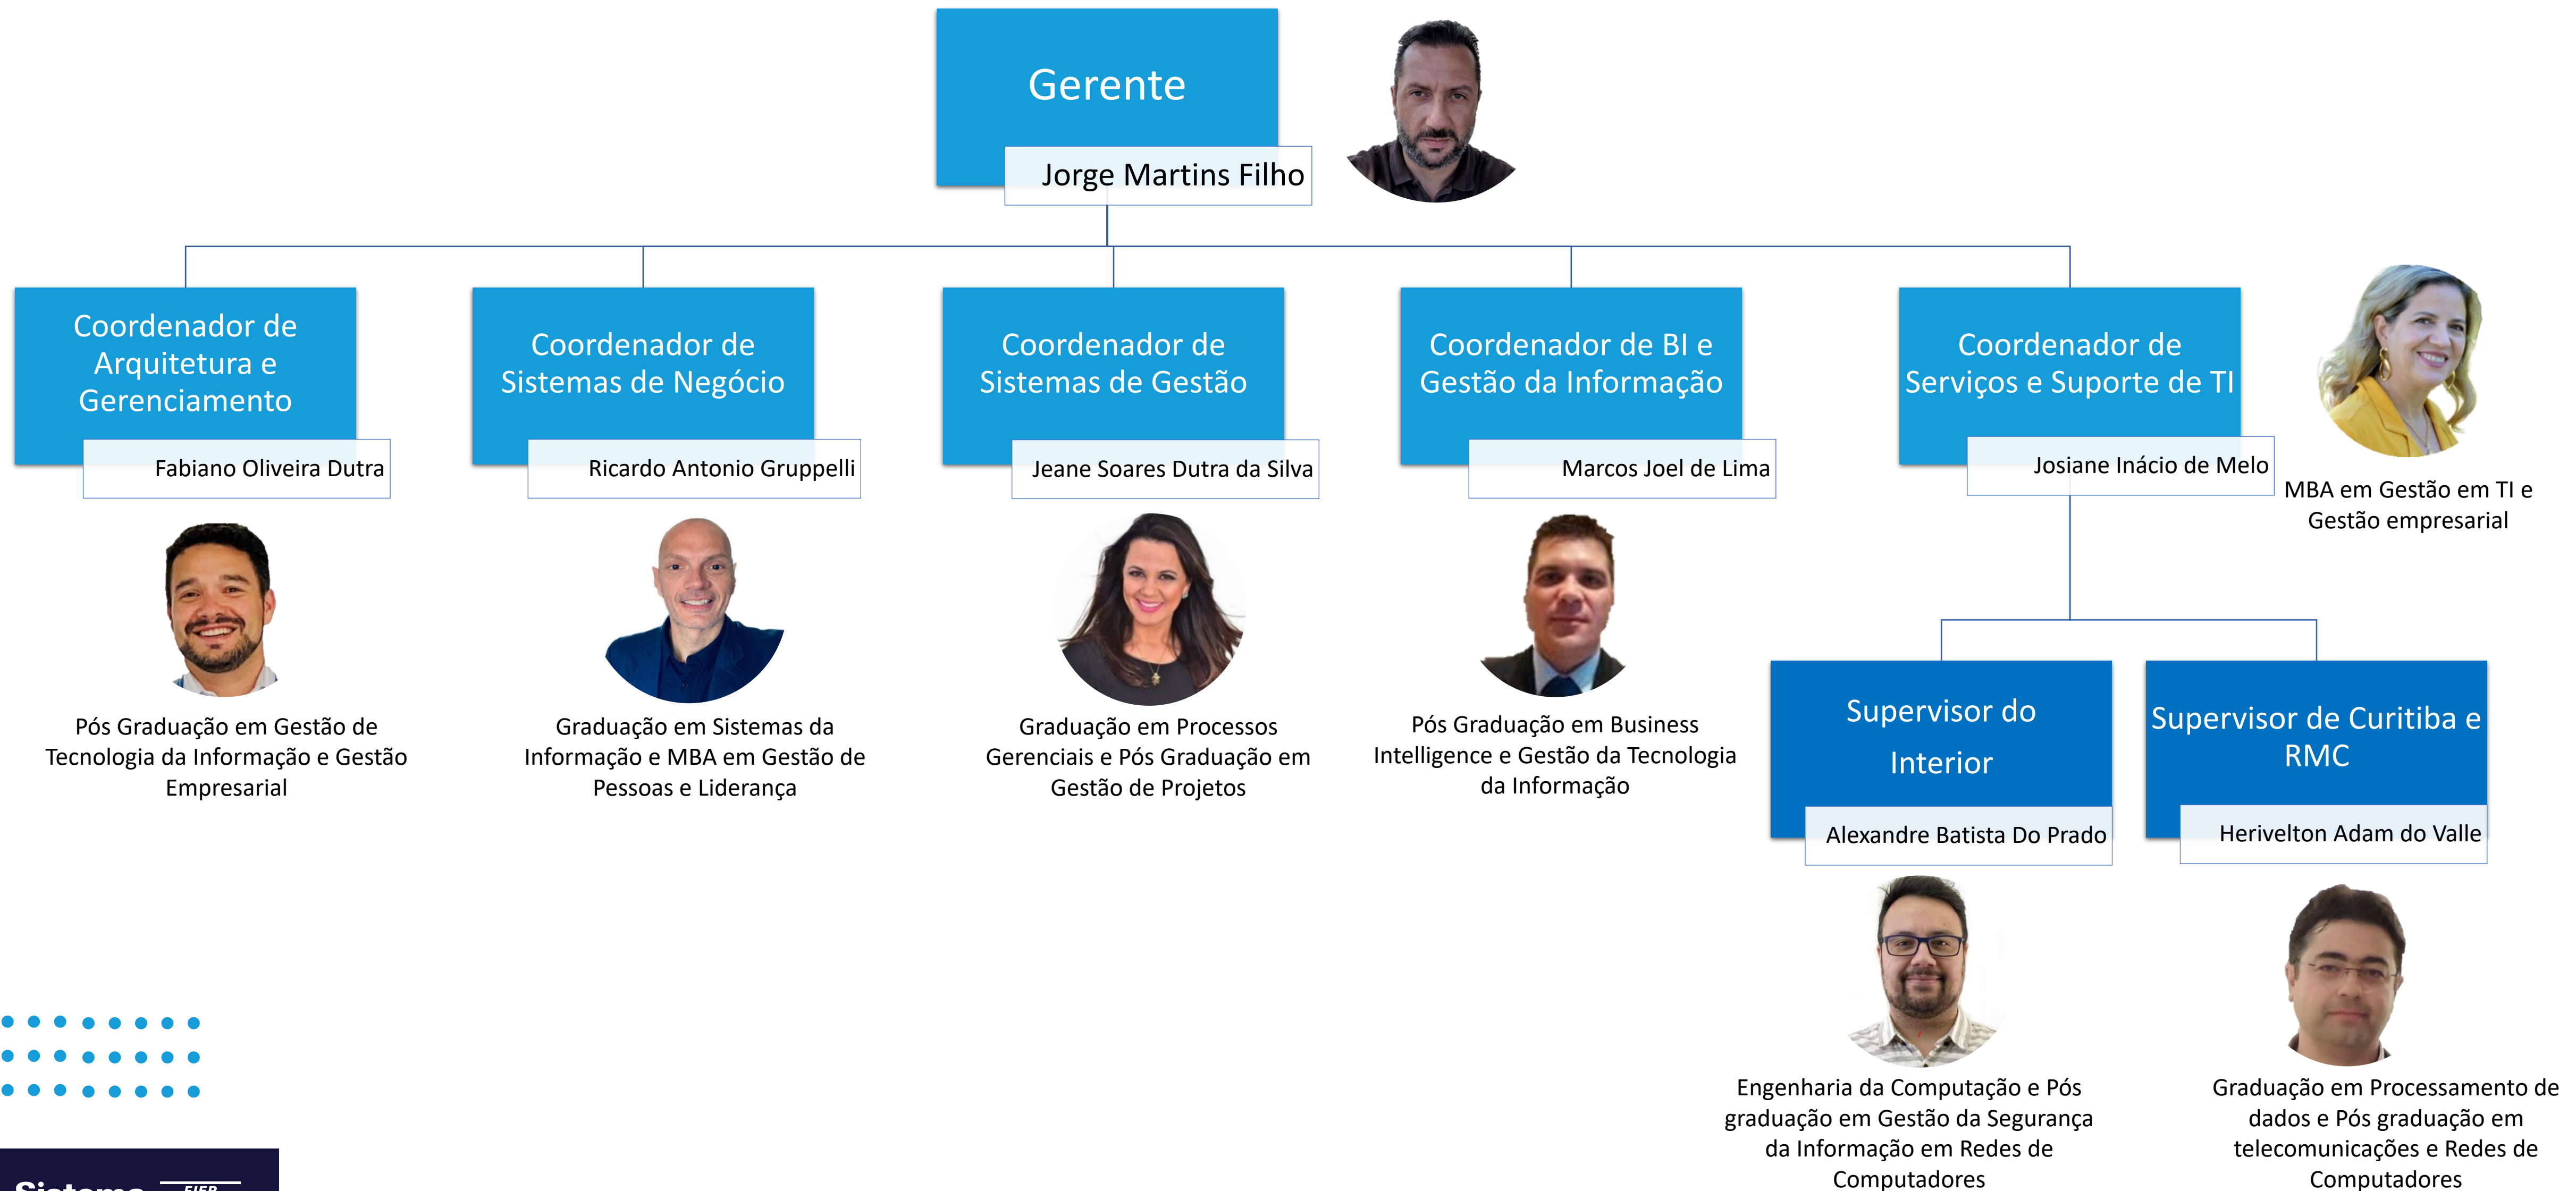 Gerente
Jorge Martins Filho
Coordenador de
Arquitetura e
Gerenciamento
Fabiano Oliveira Dutra
Pós Graduação em Gestão de
Tecnologia da Informação e Gestão
Empresarial
Coordenador de
Sistemas de Negócio
Ricardo Antonio Gruppelli
Graduação em Sistemas da
Informação e MBA em Gestão de
Pessoas e Liderança
Coordenador de
Sistemas de Gestão
Jeane Soares Dutra da Silva
Graduação em Processos
Gerenciais e Pós Graduação em
Gestão de Projetos
Coordenador de BI e
Gestão da Informação
Marcos Joel de Lima
Pós Graduação em Business
Intelligence e Gestão da Tecnologia
da Informação
Coordenador de
Serviços e Suporte de TI
Josiane Inácio de Melo
MBA em Gestão em TI e
Gestão empresarial
Supervisor do
Interior
Alexandre Batista Do Prado
Engenharia da Computação e Pós
graduação em Gestão da Segurança
da Informação em Redes de
Computadores
Supervisor de Curitiba e
RMC
Herivelton Adam do Valle
Graduação em Processamento de
dados e Pós graduação em
telecomunicações e Redes de
Computadores
Sistema FIEP